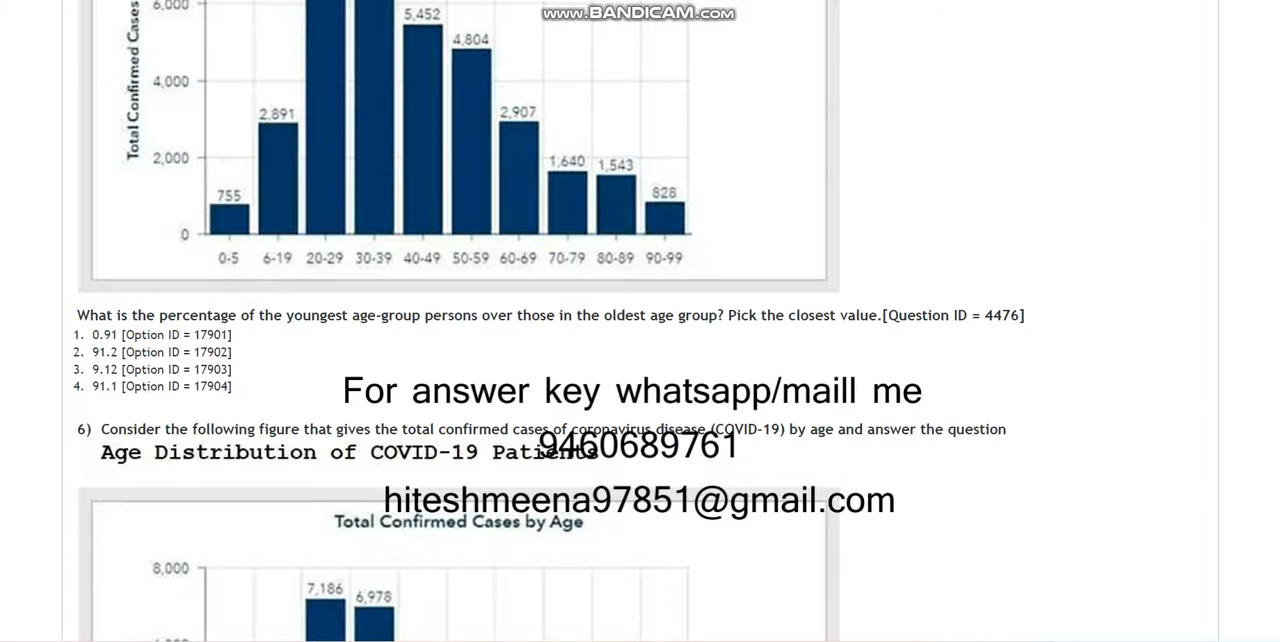 www.BANDICAM.com
Total Confirmed Cases
6,000
4,000
2,000
0
755
2,891
5,452
4,804
2,907
1,640
1,543
828
0-5 6-19 20-29 30-39 40-49 50-59 60-69 70-79 80-89 90-99
What is the percentage of the youngest age-group persons over those in the oldest age group? Pick the closest value.[Question ID = 4476]
1. 0.91 [Option ID = 17901]
2. 91.2 [Option ID = 17902]
3. 9.12 [Option ID = 17903]
4. 91.1 [Option ID = 17904]
For answer key whatsapp/maill me
6) Consider the following figure that gives the total confirmed cases of coronavirus disease (COVID-19) by age and answer the question
9460689761
Age Distribution of COVID-19 Patients
hiteshmeena97851@gmail.com
Total Confirmed Cases by Age
8,000
7,186
6,978